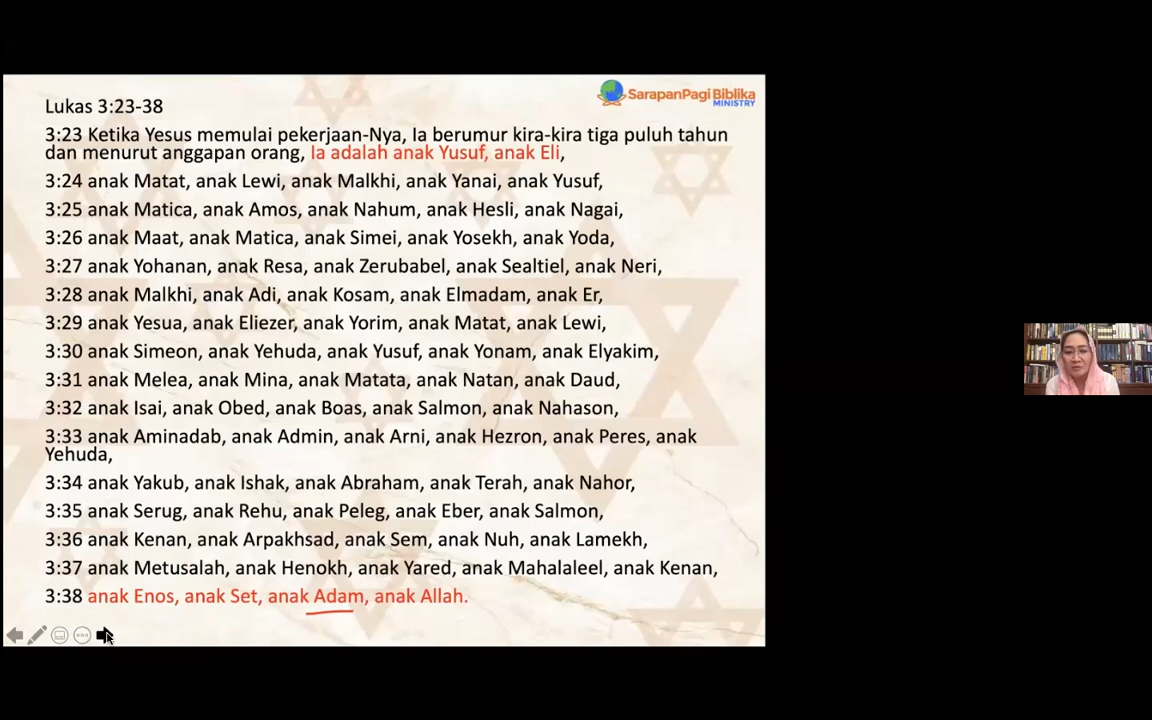 SarapanPagi Biblika
MINISTRY
Lukas 3:23-38
3:23 Ketika Yesus memulai pekerjaan-Nya, Ia berumur kira-kira tiga puluh tahun
dan menurut anggapan orang, Ia adalah anak Yusuf, anak Eli,
3:24 anak Matat, anak Lewi, anak Malkhi, anak Yanai, anak Yusuf,
3:25 anak Matica, anak Amos, anak Nahum, anak Hesli, anak Nagai,
3:26 anak Maat, anak Matica, anak Simei, anak Yosekh, anak Yoda,
3:27 anak Yohanan, anak Resa, anak Zerubabel, anak Sealtiel, anak Neri,
3:28 anak Malkhi, anak Adi, anak Kosam, anak Elmadam, anak Er,
3:29 anak Yesua, anak Eliezer, anak Yorim, anak Matat, anak Lewi,
3:30 anak Simeon, anak Yehuda, anak Yusuf, anak Yonam, anak Elyakim,
3:31 anak Melea, anak Mina, anak Matata, anak Natan, anak Daud,
3:32 anak Isai, anak Obed, anak Boas, anak Salmon, anak Nahason,
3:33 anak Aminadab, anak Admin, anak Arni, anak Hezron, anak Peres, anak
Yehuda,
3:34 anak Yakub, anak Ishak, anak Abraham, anak Terah, anak Nahor,
3:35 anak Serug, anak Rehu, anak Peleg, anak Eber, anak Salmon,
3:36 anak Kenan, anak Arpakhsad, anak Sem, anak Nuh, anak Lamekh,
3:37 anak Metusalah, anak Henokh, anak Yared, anak Mahalaleel, anak Kenan,
3:38 anak Enos, anak Set, anak Adam, anak Allah.